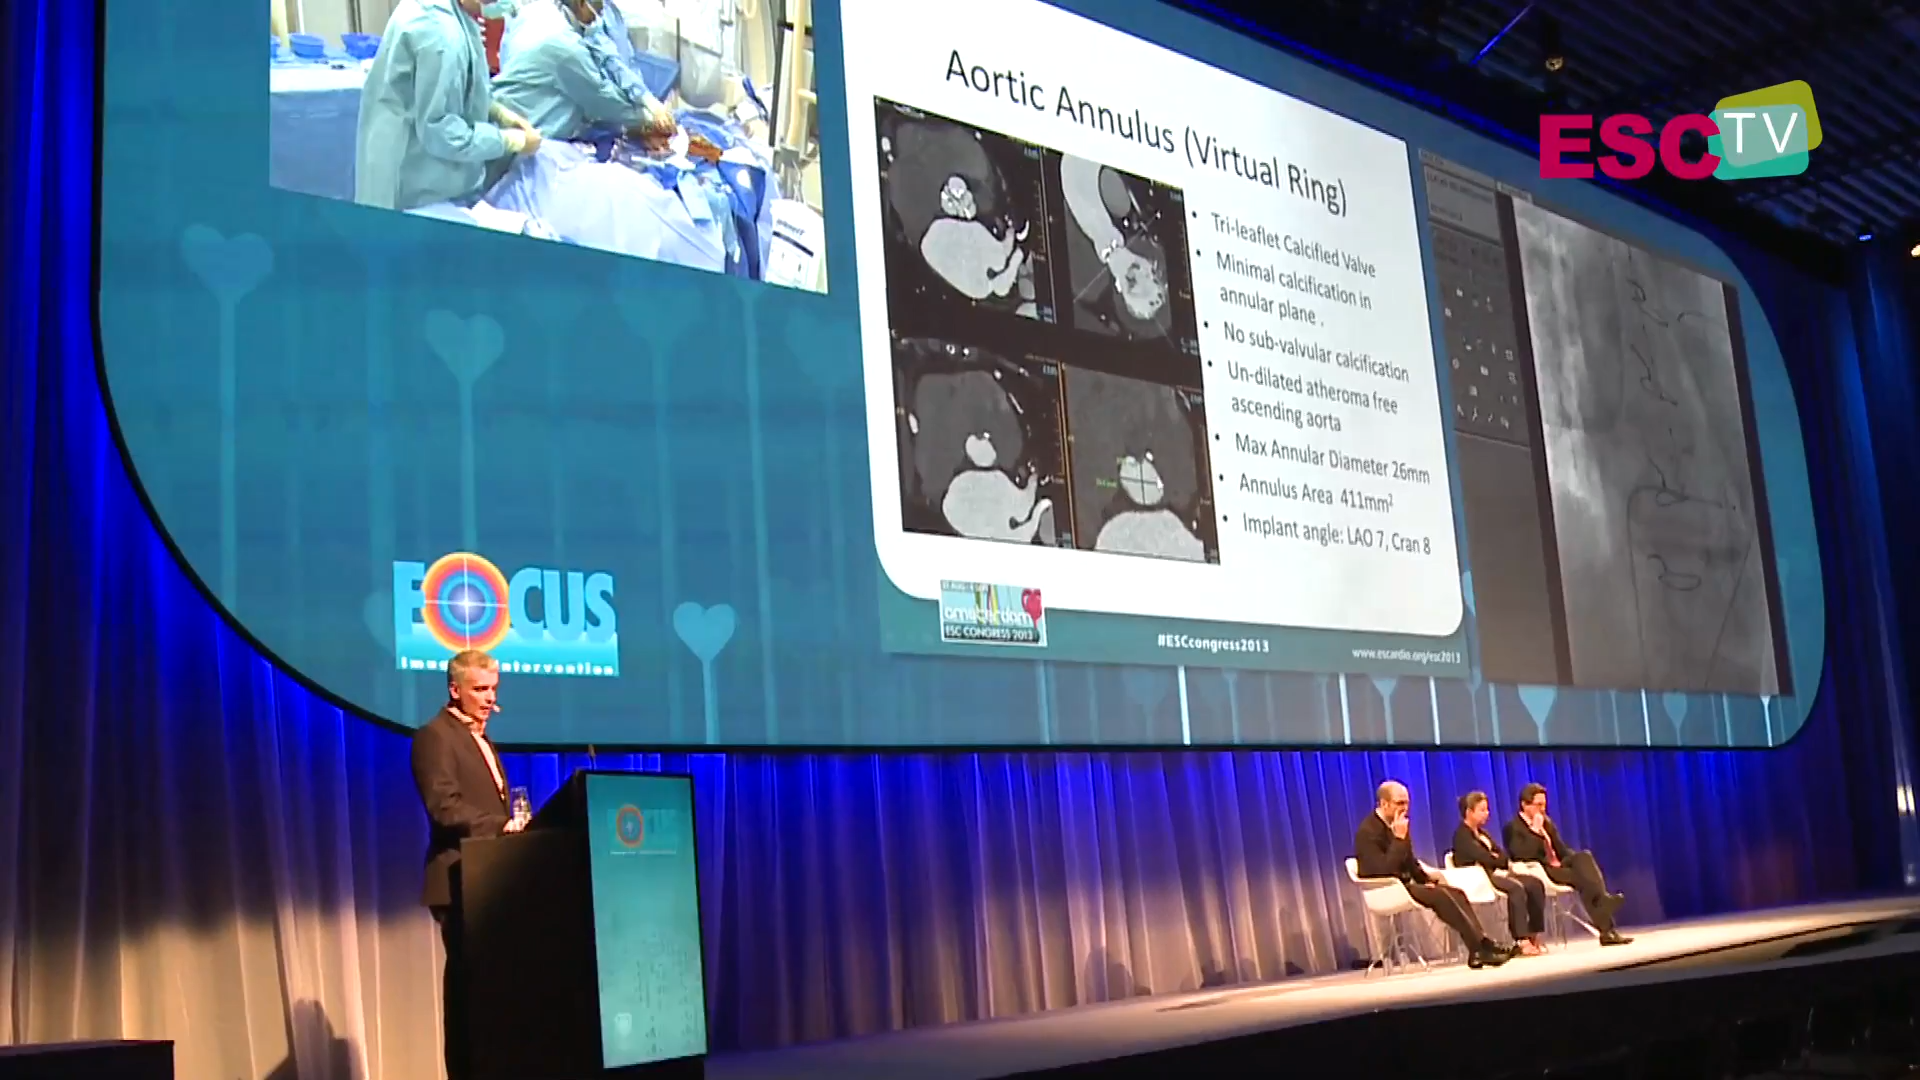 ESC TV
Aortic Annulus (Virtual Ring)
• Tri-leaflet Calcified Valve
• Minimal calcification in
annular plane .
• No sub-valvular calcification
• Un-dilated atheroma free
ascending aorta
• Max Annular Diameter 26mm
• Annulus Area 411mm²
• Implant angle: LAO 7, Cran 8
amsterdam
ESC CONGRESS 2013
#ESCcongress2013
www.escardio.org/esc2013
FOCUS